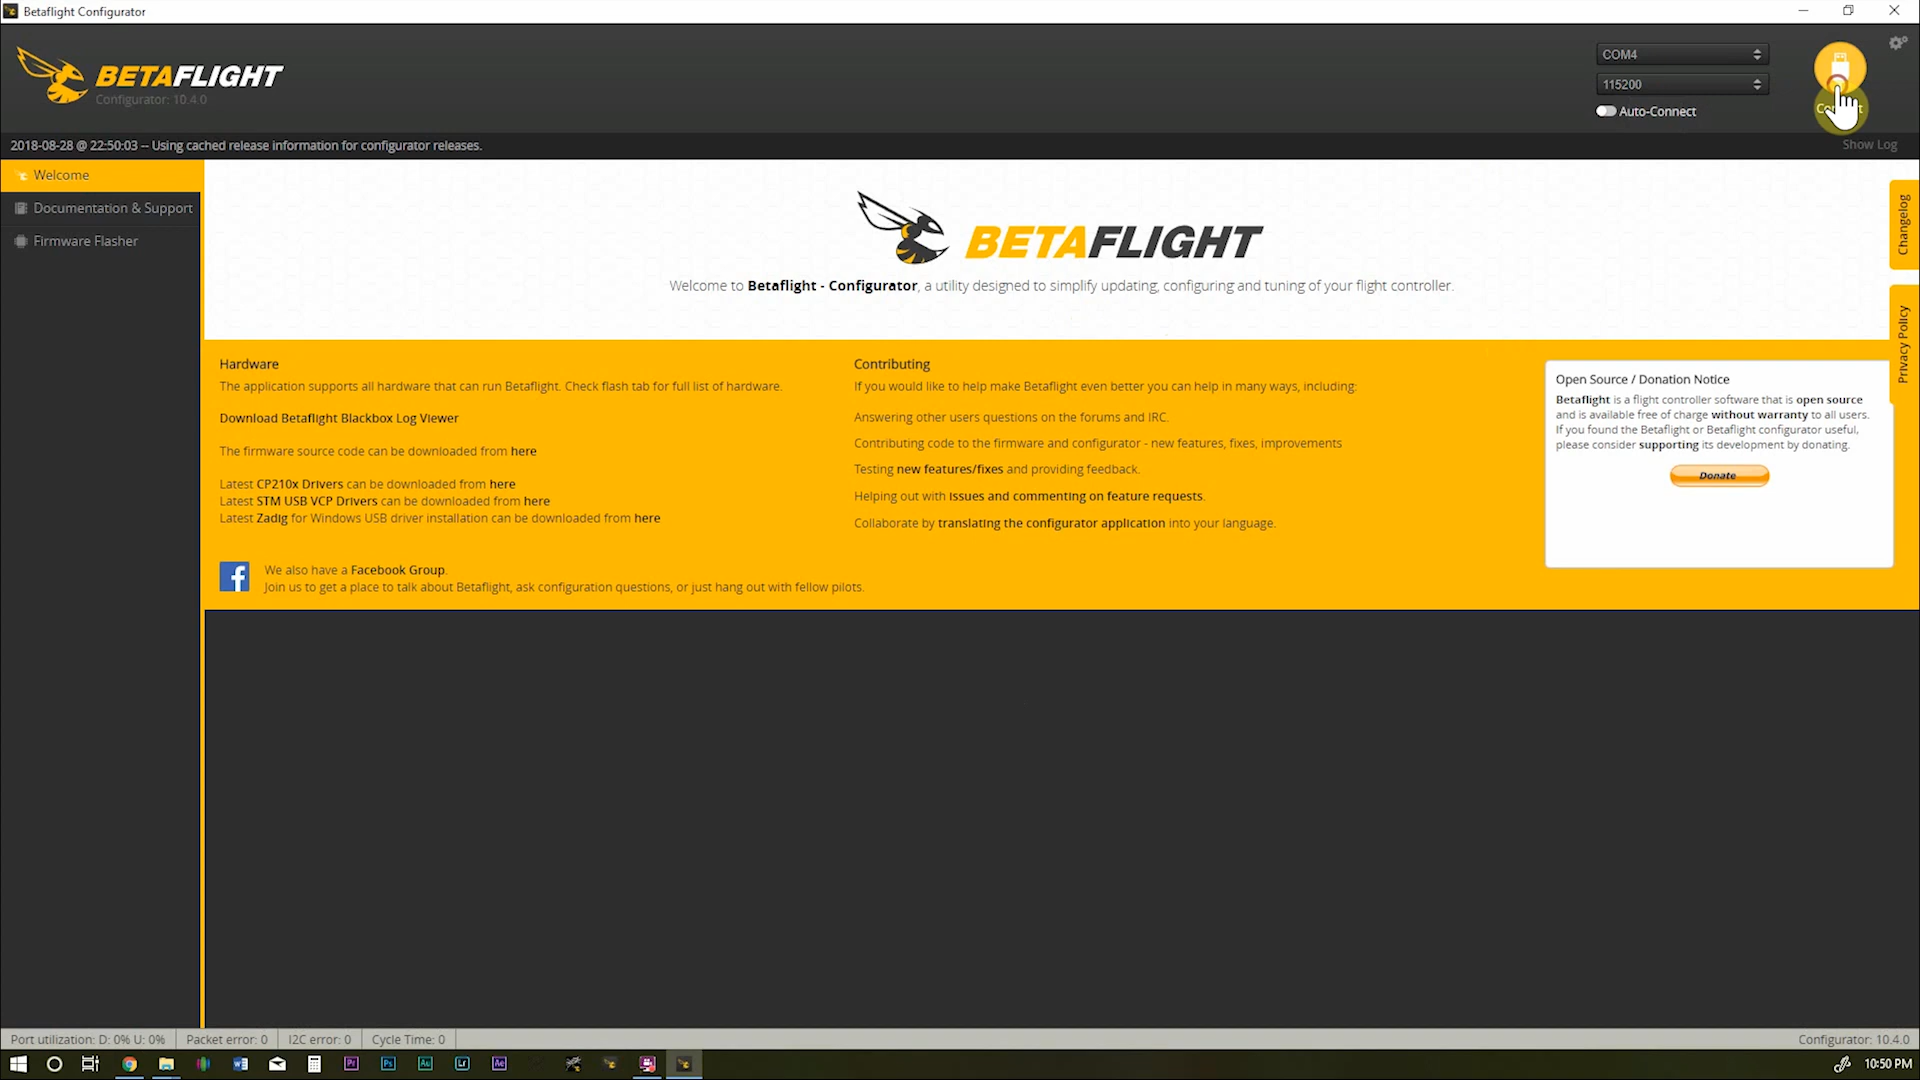 Betaflight Configurator
BETAFLIGHT
Configurator: 10.4.0
COM4
115200
Auto-Connect
2018-08-28 @ 22:50:03 -- Using cached release information for configurator releases.
Show Log
Welcome
Documentation & Support
Firmware Flasher
BETAFLIGHT
Welcome to Betaflight - Configurator, a utility designed to simplify updating, configuring and tuning of your flight controller.
Changelog
Privacy Policy
Hardware
The application supports all hardware that can run Betaflight. Check flash tab for full list of hardware.
Download Betaflight Blackbox Log Viewer
The firmware source code can be downloaded from here
Latest CP210x Drivers can be downloaded from here
Latest STM USB VCP Drivers can be downloaded from here
Latest Zadig for Windows USB driver installation can be downloaded from here
We also have a Facebook Group.
Join us to get a place to talk about Betaflight, ask configuration questions, or just hang out with fellow pilots.
Contributing
If you would like to help make Betaflight even better you can help in many ways, including:
Answering other users questions on the forums and IRC.
Contributing code to the firmware and configurator - new features, fixes, improvements
Testing new features/fixes and providing feedback.
Helping out with issues and commenting on feature requests.
Collaborate by translating the configurator application into your language.
Open Source / Donation Notice
Betaflight is a flight controller software that is open source
and is available free of charge without warranty to all users.
If you found the Betaflight or Betaflight configurator useful,
please consider supporting its development by donating.
Donate
Port utilization: D: 0% U: 0%
Packet error: 0
I2C error: 0
Cycle Time: 0
Configurator: 10.4.0
Pr
Ps
Au
Lr
Ae
10:50 PM